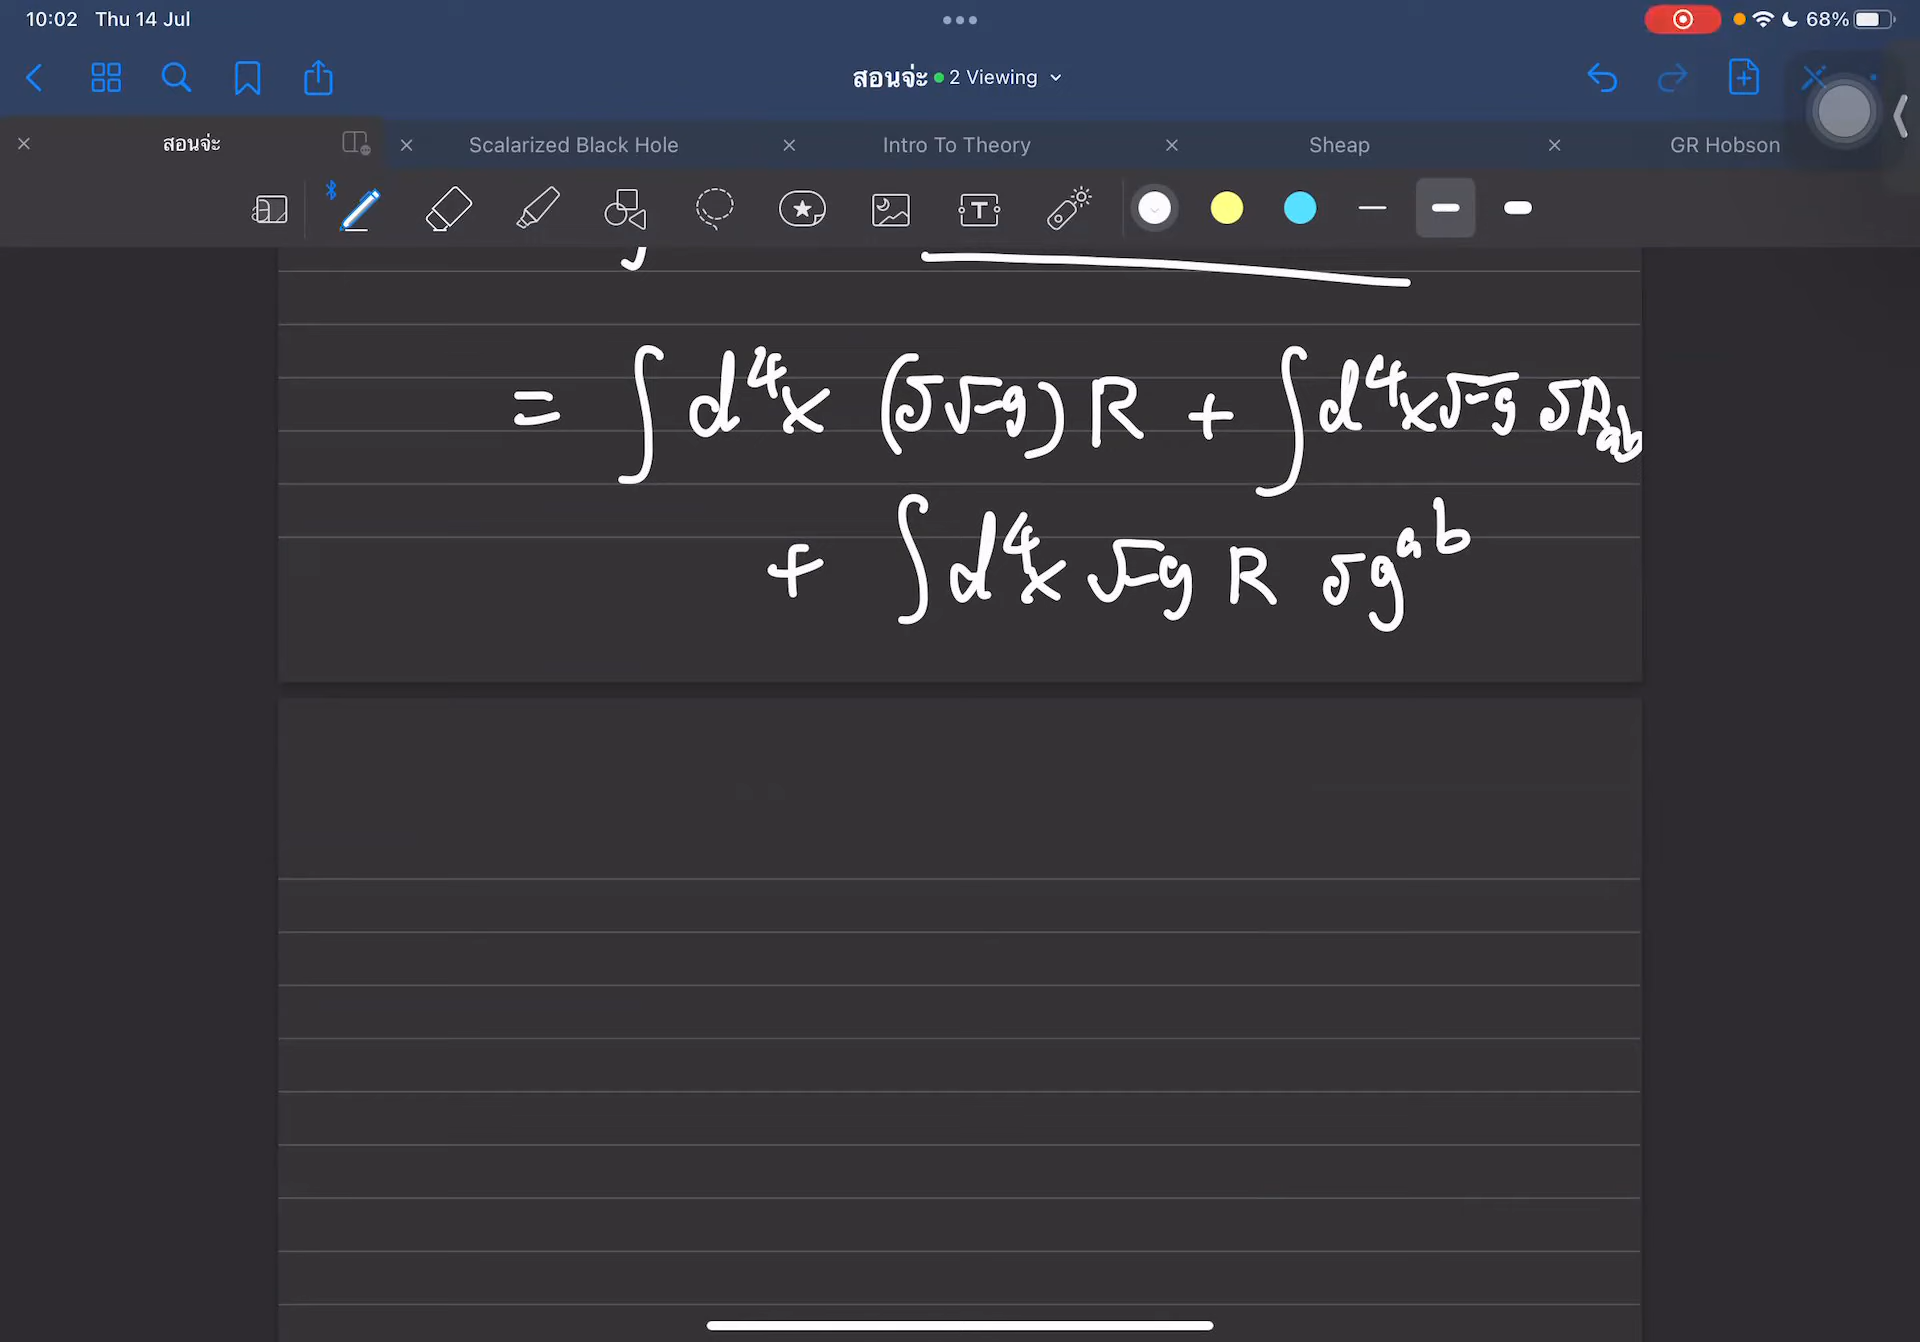 10:02 Thu 14 Jul 68%
สอนจ่ะ 2 Viewing
สอนจ่ะ Scalarized Black Hole Intro To Theory Sheap GR Hobson
T
= ∫ d⁴x (δ√-g) R + ∫ d⁴x √-g δR_ab
+ ∫ d⁴x √-g R δg^ab